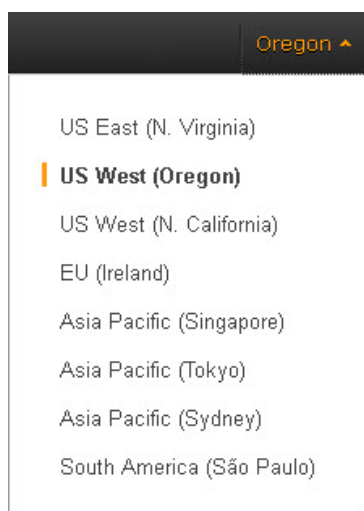 Oregon
US East (N. Virginia)
US West (Oregon)
US West (N. California)
EU (Ireland)
Asia Pacific (Singapore)
Asia Pacific (Tokyo)
Asia Pacific (Sydney)
South America (São Paulo)